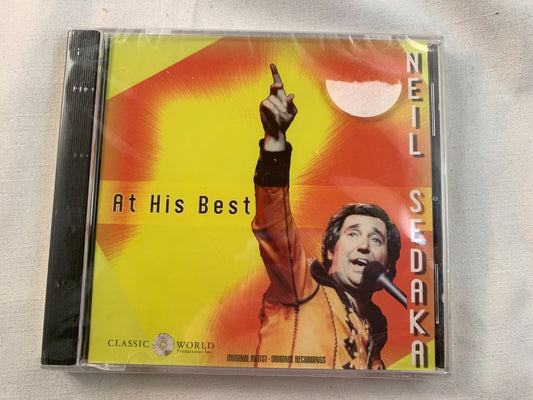 NEIL SEDAKA
At His Best
CLASSIC WORLD
Productions Inc
ORIGINAL ARTIST • ORIGINAL RECORDINGS